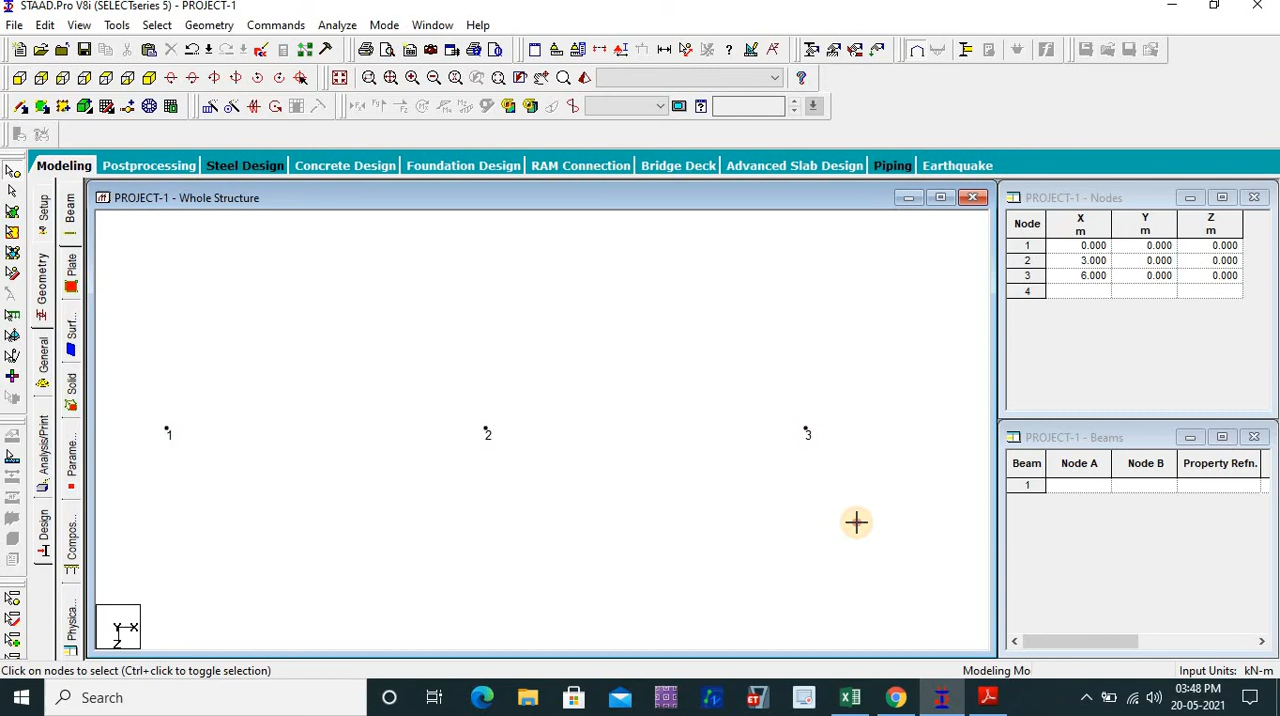 STAAD.Pro V8i (SELECTseries 5) - PROJECT-1
File Edit View Tools Select Geometry Commands Analyze Mode Window Help
Modeling Postprocessing Steel Design Concrete Design Foundation Design RAM Connection Bridge Deck Advanced Slab Design Piping Earthquake
Setup
Geometry
General
Analysis/Print
Design
Beam
Plate
Surf...
Solid
Parame...
Compos...
Physica...
PROJECT-1 - Whole Structure
1
2
3
Y X
Z
PROJECT-1 - Nodes
Node X m Y m Z m
1 0.000 0.000 0.000
2 3.000 0.000 0.000
3 6.000 0.000 0.000
4
PROJECT-1 - Beams
Beam Node A Node B Property Refn.
1
Click on nodes to select (Ctrl+click to toggle selection)
Modeling Mo
Input Units: kN-m
Search
ET
03:48 PM
20-05-2021